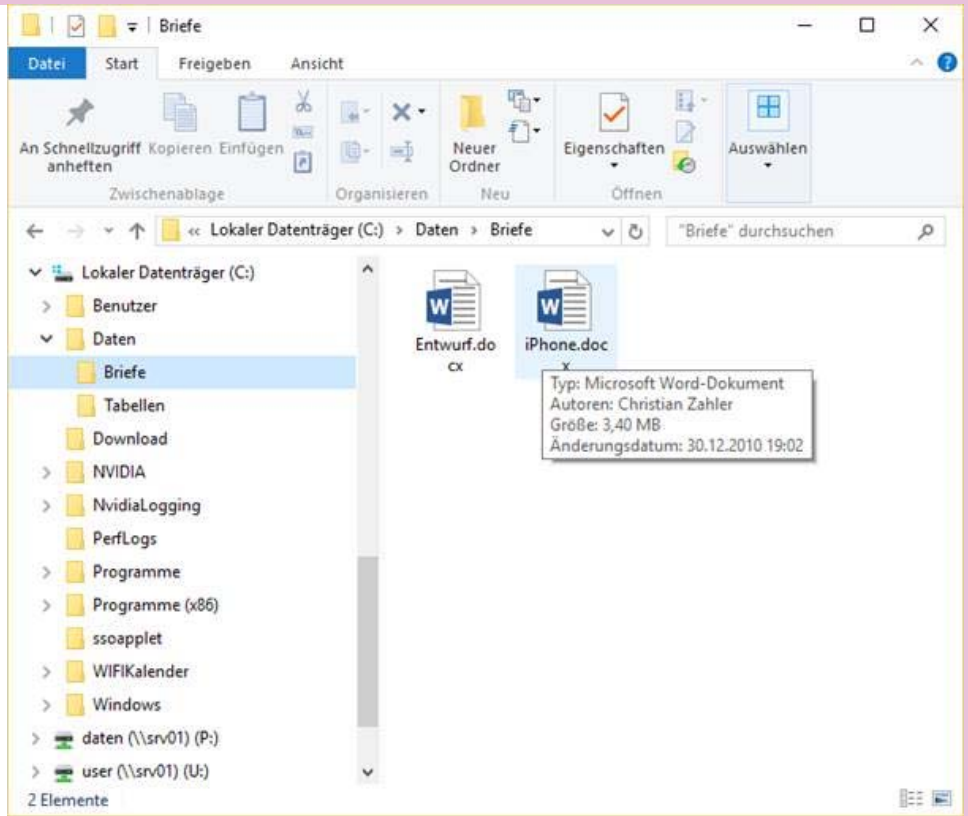 Briefe
Datei Start Freigeben Ansicht
An Schnellzugriff anheften
Kopieren
Einfügen
Neuer Ordner
Eigenschaften
Auswählen
Zwischenablage Organisieren Neu Öffnen
« Lokaler Datenträger (C:) > Daten > Briefe
"Briefe" durchsuchen
Lokaler Datenträger (C:)
Benutzer
Daten
Briefe
Tabellen
Download
NVIDIA
NvidiaLogging
PerfLogs
Programme
Programme (x86)
ssoapplet
WIFIKalender
Windows
daten (\\srv01) (P:)
user (\\srv01) (U:)
Entwurf.do
cx
iPhone.doc
x
Typ: Microsoft Word-Dokument
Autoren: Christian Zahler
Größe: 3,40 MB
Änderungsdatum: 30.12.2010 19:02
2 Elemente